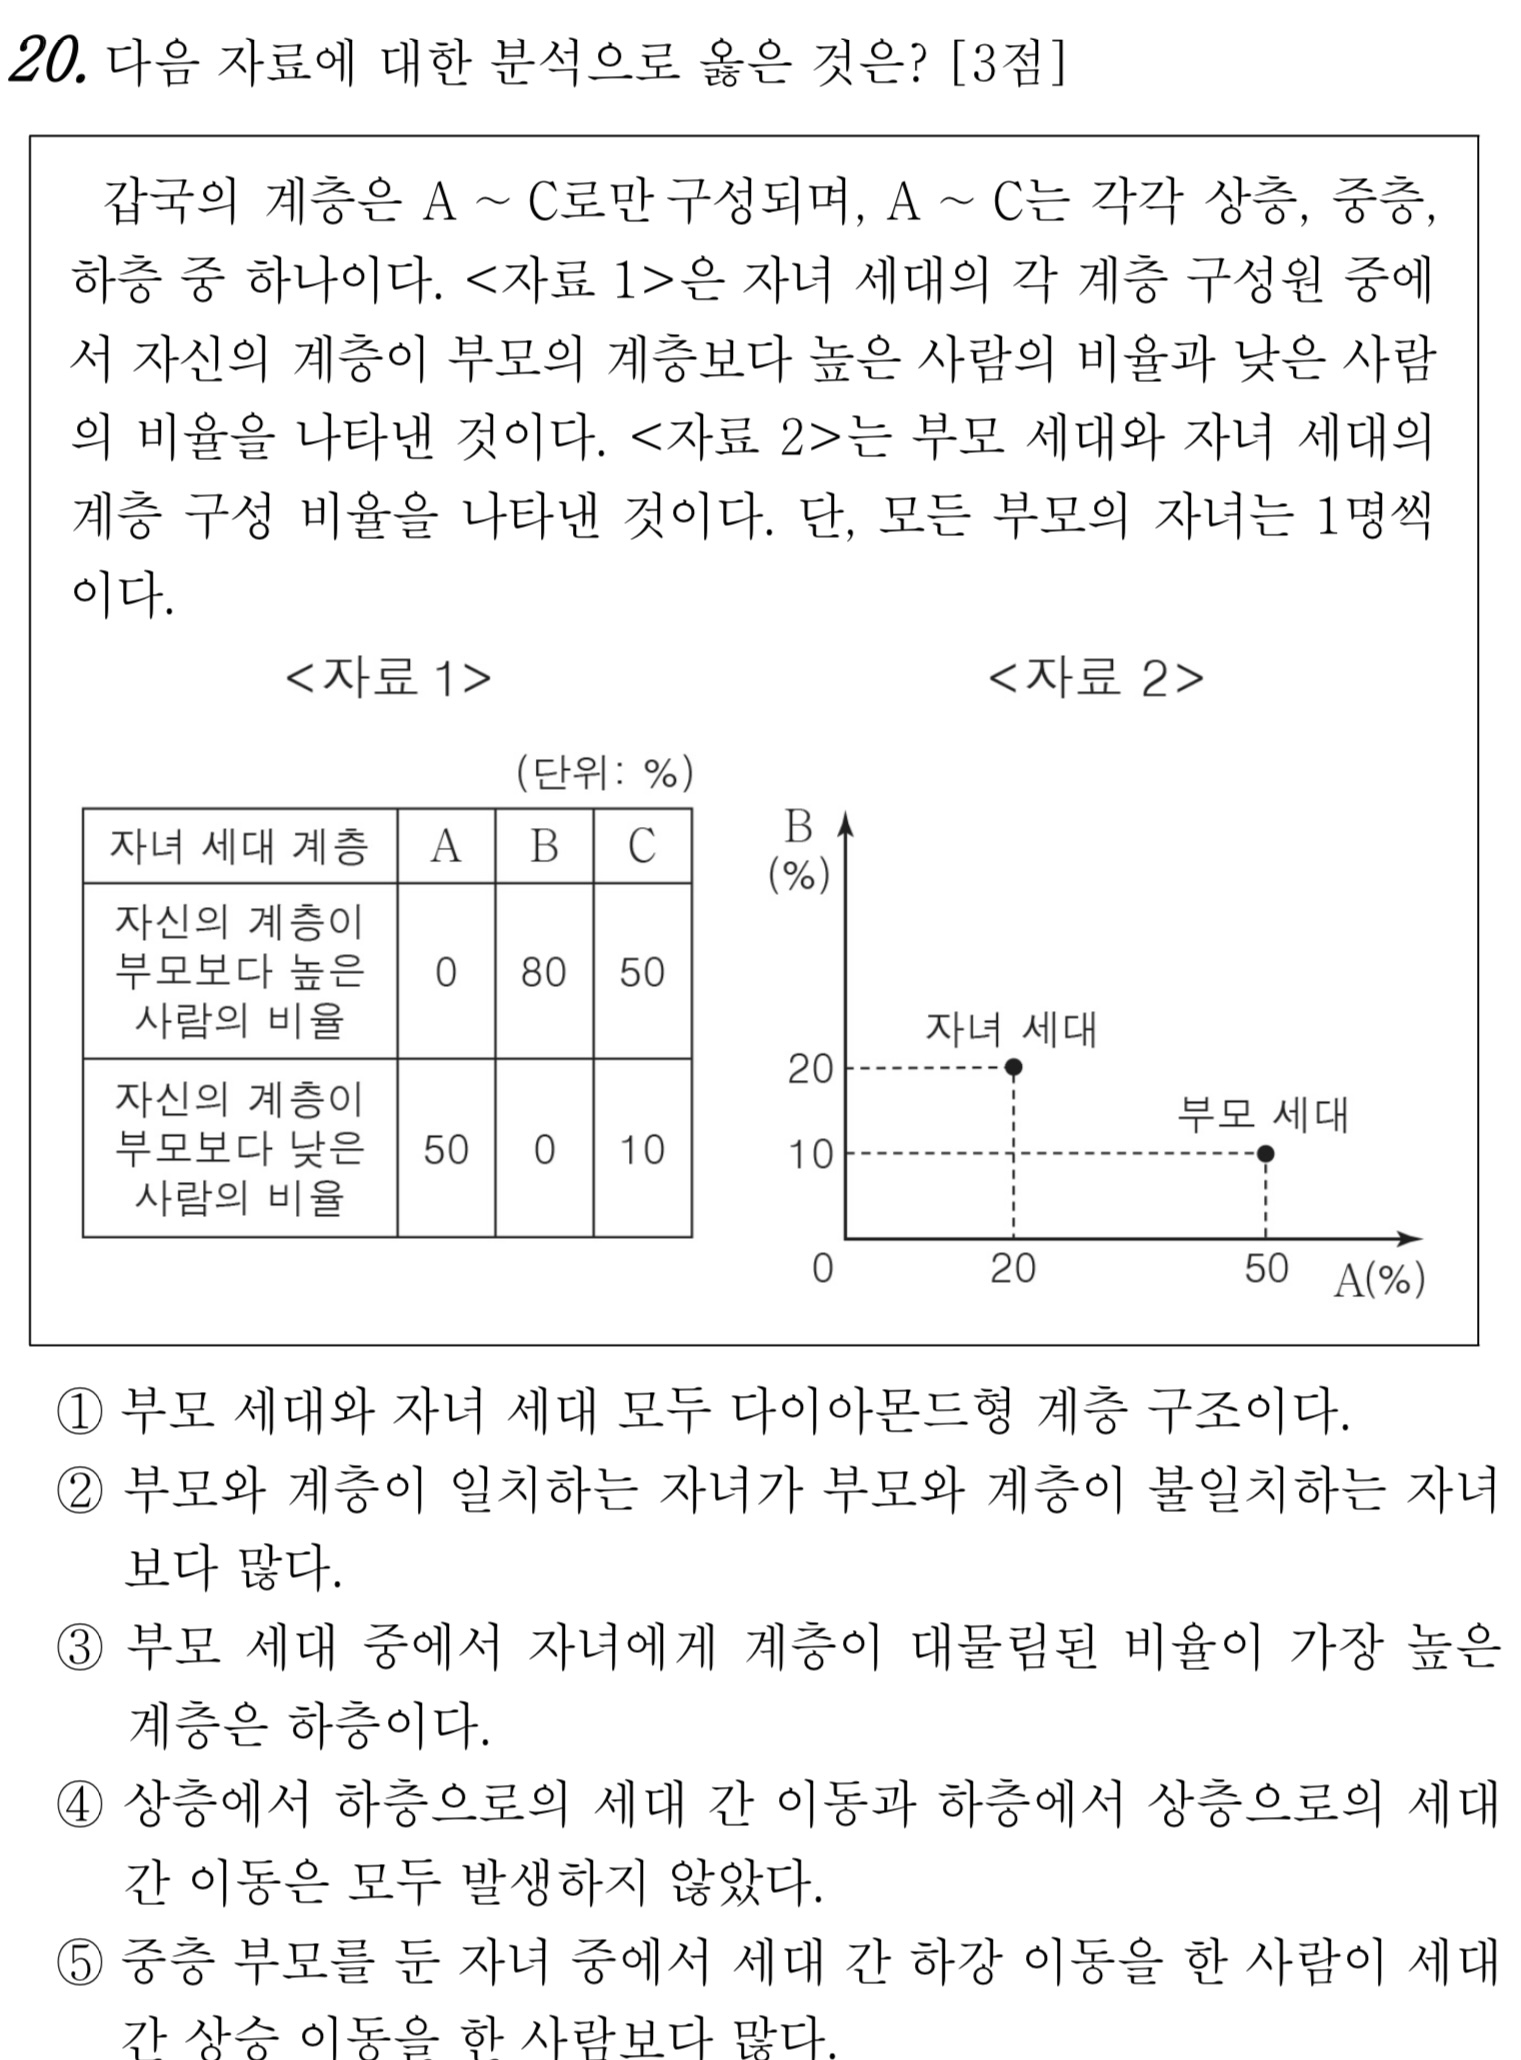 20. 다음 자료에 대한 분석으로 옳은 것은? [3점]
갑국의 계층은 A ~ C로만 구성되며, A ~ C는 각각 상층, 중층,
하층 중 하나이다. <자료 1>은 자녀 세대의 각 계층 구성원 중에
서 자신의 계층이 부모의 계층보다 높은 사람의 비율과 낮은 사람
의 비율을 나타낸 것이다. <자료 2>는 부모 세대와 자녀 세대의
계층 구성 비율을 나타낸 것이다. 단, 모든 부모의 자녀는 1명씩
이다.
<자료 1>
(단위: %)
자녀 세대 계층 A B C
자신의 계층이
부모보다 높은 0 80 50
사람의 비율
자신의 계층이
부모보다 낮은 50 0 10
사람의 비율
<자료 2>
B
(%)
자녀 세대
20
부모 세대
10
0 20 50 A(%)
① 부모 세대와 자녀 세대 모두 다이아몬드형 계층 구조이다.
② 부모와 계층이 일치하는 자녀가 부모와 계층이 불일치하는 자녀
보다 많다.
③ 부모 세대 중에서 자녀에게 계층이 대물림된 비율이 가장 높은
계층은 하층이다.
④ 상층에서 하층으로의 세대 간 이동과 하층에서 상층으로의 세대
간 이동은 모두 발생하지 않았다.
⑤ 중층 부모를 둔 자녀 중에서 세대 간 하강 이동을 한 사람이 세대
간 상승 이동을 한 사람보다 많다.